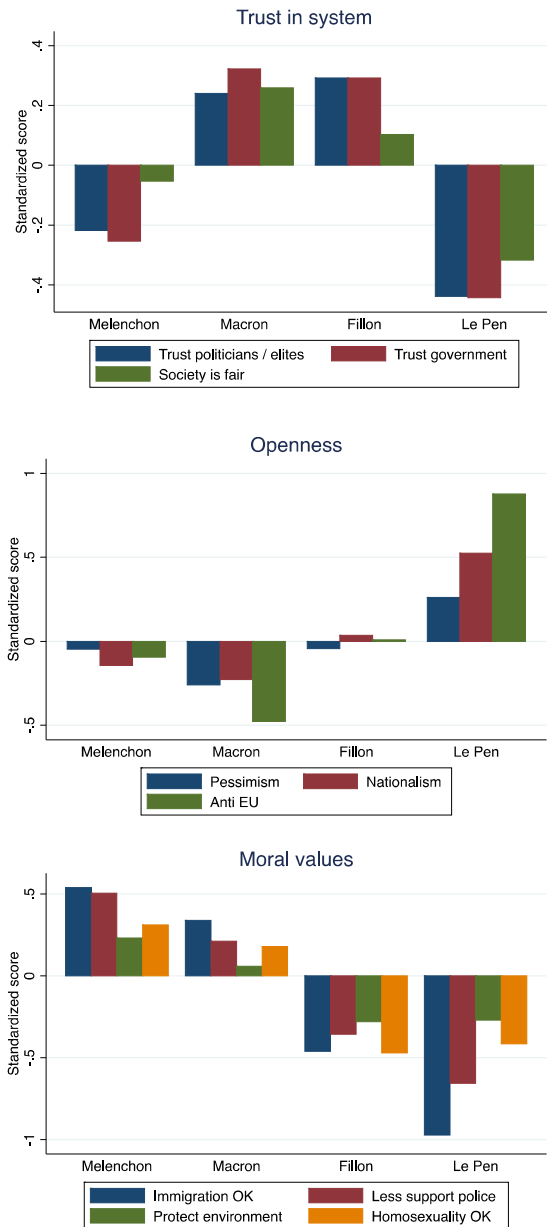 Trust in system
Standardized score
.4
.2
0
-.2
-.4
Melenchon Macron Fillon Le Pen
Trust politicians / elites Trust government
Society is fair
Openness
Standardized score
1
.5
0
-.5
Melenchon Macron Fillon Le Pen
Pessimism Nationalism
Anti EU
Moral values
Standardized score
.5
0
-.5
-1
Melenchon Macron Fillon Le Pen
Immigration OK Less support police
Protect environment Homosexuality OK